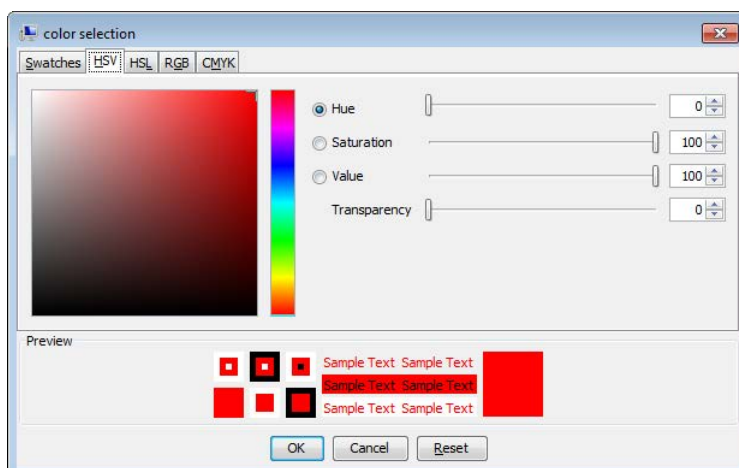 color selection
Swatches HSV HSL RGB CMYK
Hue 0
Saturation 100
Value 100
Transparency 0
Preview
Sample Text Sample Text
Sample Text Sample Text
Sample Text Sample Text
OK Cancel Reset